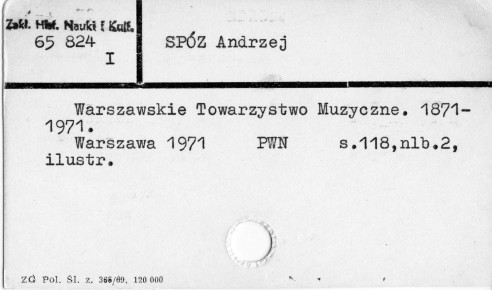 Zakł. Hist. Nauki i Kult.
65 824
I
SPÓZ Andrzej
Warszawskie Towarzystwo Muzyczne. 1871-
1971.
Warszawa 1971 PWN s.118,nlb.2,
ilustr.
ZG Pol. Śl. z. 366/69. 120 000